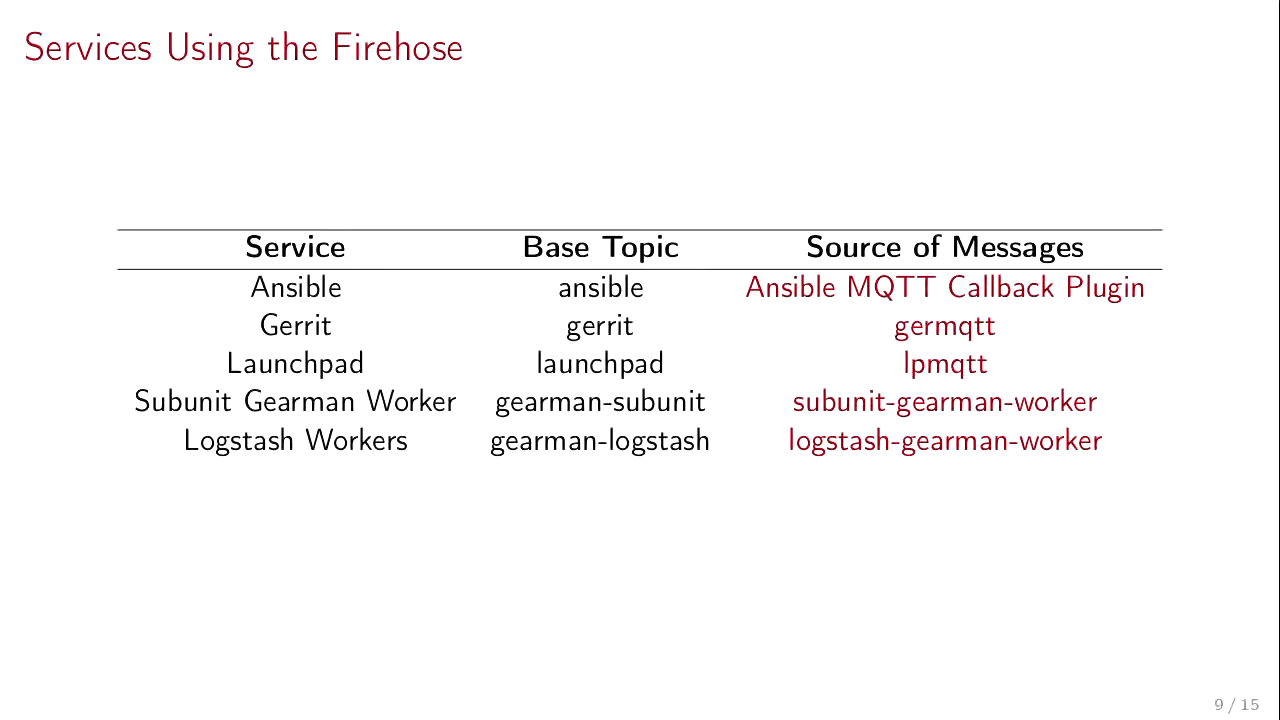 Services Using the Firehose
Service Base Topic Source of Messages
Ansible ansible Ansible MQTT Callback Plugin
Gerrit gerrit germqtt
Launchpad launchpad lpmqtt
Subunit Gearman Worker gearman-subunit subunit-gearman-worker
Logstash Workers gearman-logstash logstash-gearman-worker
9 / 15